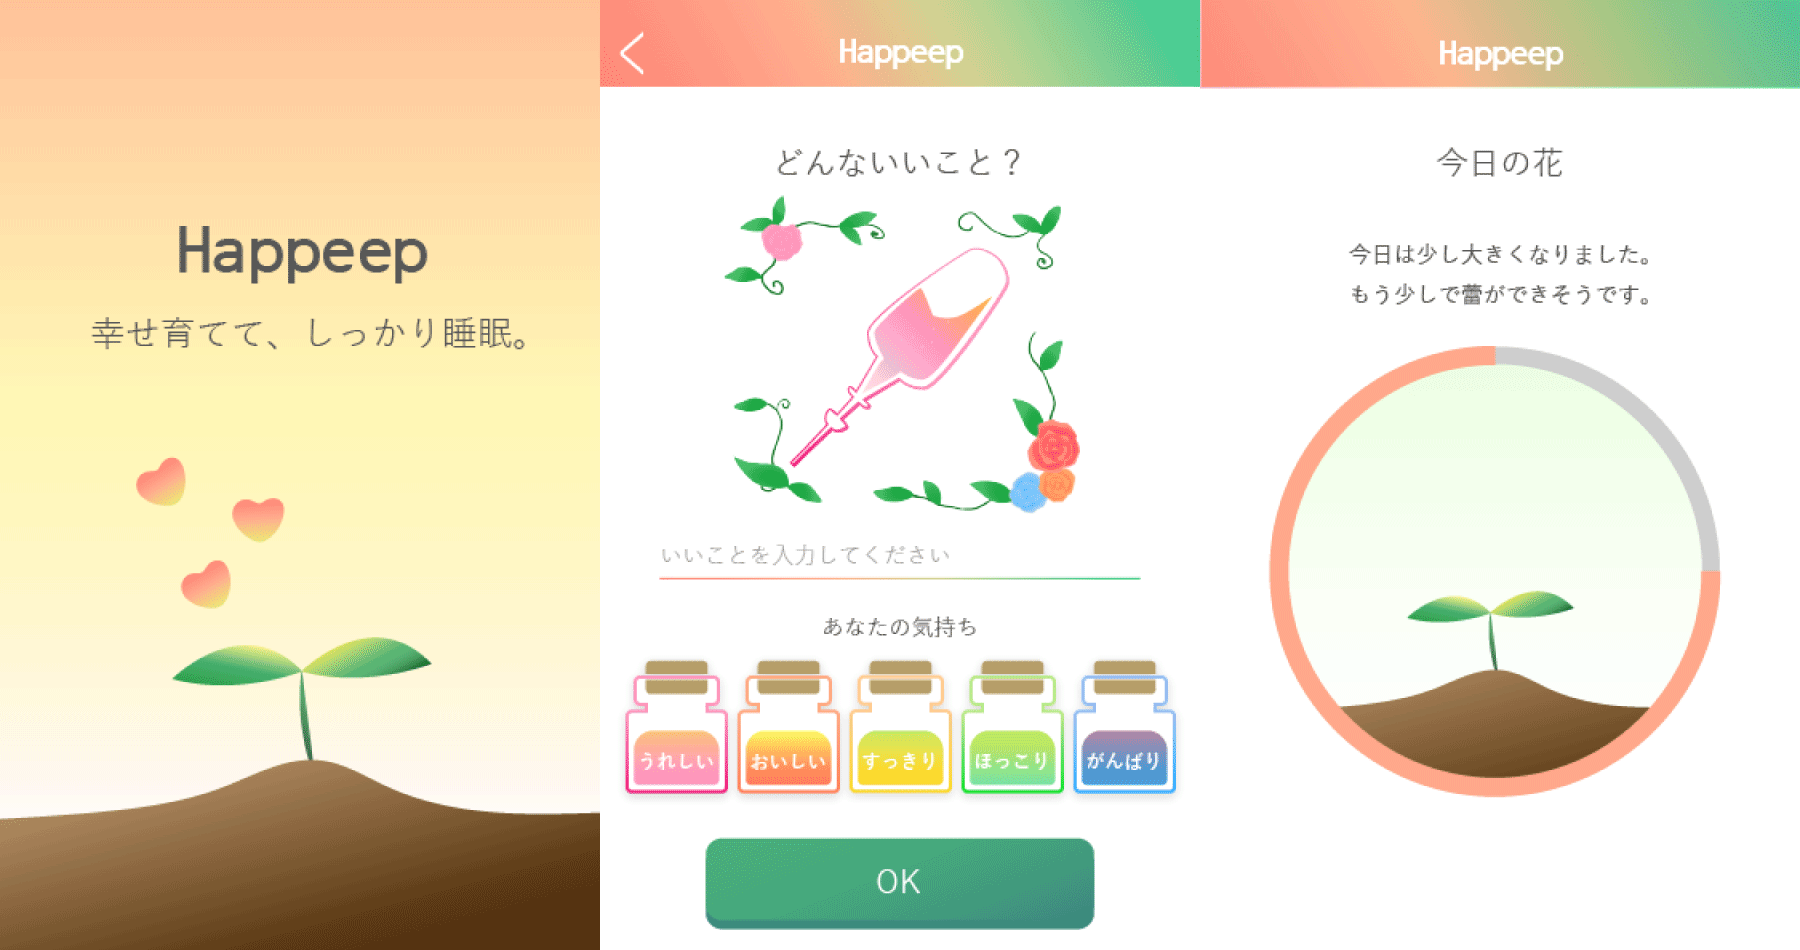 Happeep
幸せ育てて、しっかり睡眠。
Happeep
どんないいこと？
いいことを入力してください
あなたの気持ち
うれしい
おいしい
すっきり
ほっこり
がんばり
OK
Happeep
今日の花
今日は少し大きくなりました。
もう少しで蕾ができそうです。